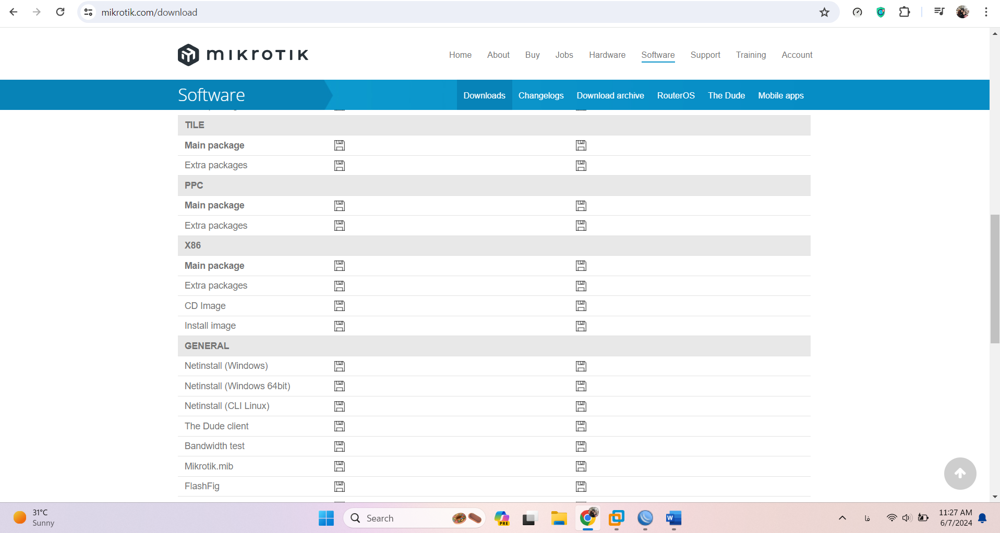 mikrotik.com/download
mikrotik
Home About Buy Jobs Hardware Software Support Training Account
Software
Downloads Changelogs Download archive RouterOS The Dude Mobile apps
TILE
Main package
Extra packages
PPC
Main package
Extra packages
X86
Main package
Extra packages
CD Image
Install image
GENERAL
Netinstall (Windows)
Netinstall (Windows 64bit)
Netinstall (CLI Linux)
The Dude client
Bandwidth test
Mikrotik.mib
FlashFig
31°C
Sunny
Search
PRE
W
فا
11:27 AM
6/7/2024